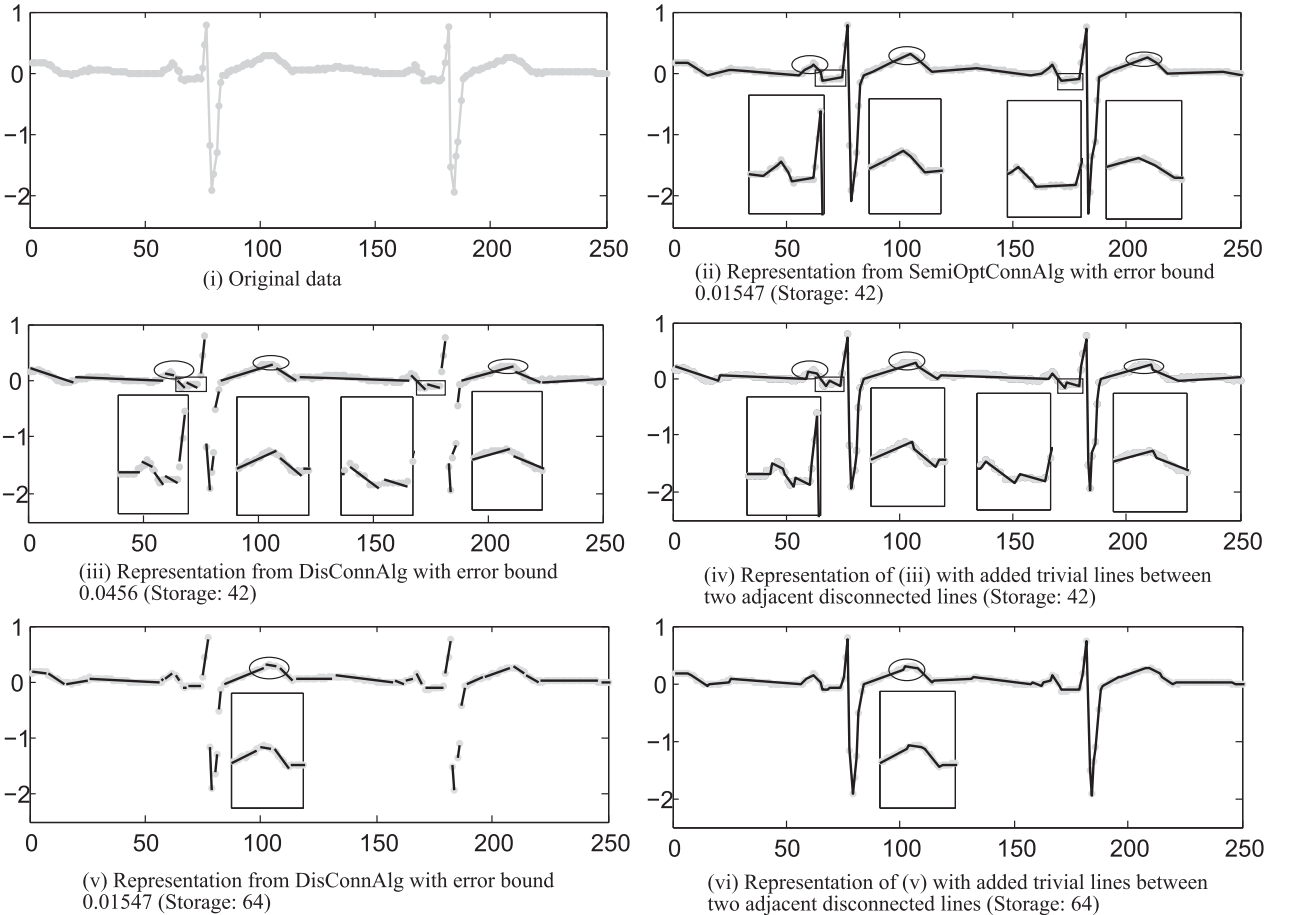 1
0
−1
−2
0 50 100 150 200 250
(i) Original data
1
0
−1
−2
0 50 100 150 200 250
(ii) Representation from SemiOptConnAlg with error bound
0.01547 (Storage: 42)
1
0
−1
−2
0 50 100 150 200 250
(iii) Representation from DisConnAlg with error bound
0.0456 (Storage: 42)
1
0
−1
−2
0 50 100 150 200 250
(iv) Representation of (iii) with added trivial lines between
two adjacent disconnected lines (Storage: 42)
1
0
−1
−2
0 50 100 150 200 250
(v) Representation from DisConnAlg with error bound
0.01547 (Storage: 64)
1
0
−1
−2
0 50 100 150 200 250
(vi) Representation of (v) with added trivial lines between
two adjacent disconnected lines (Storage: 64)